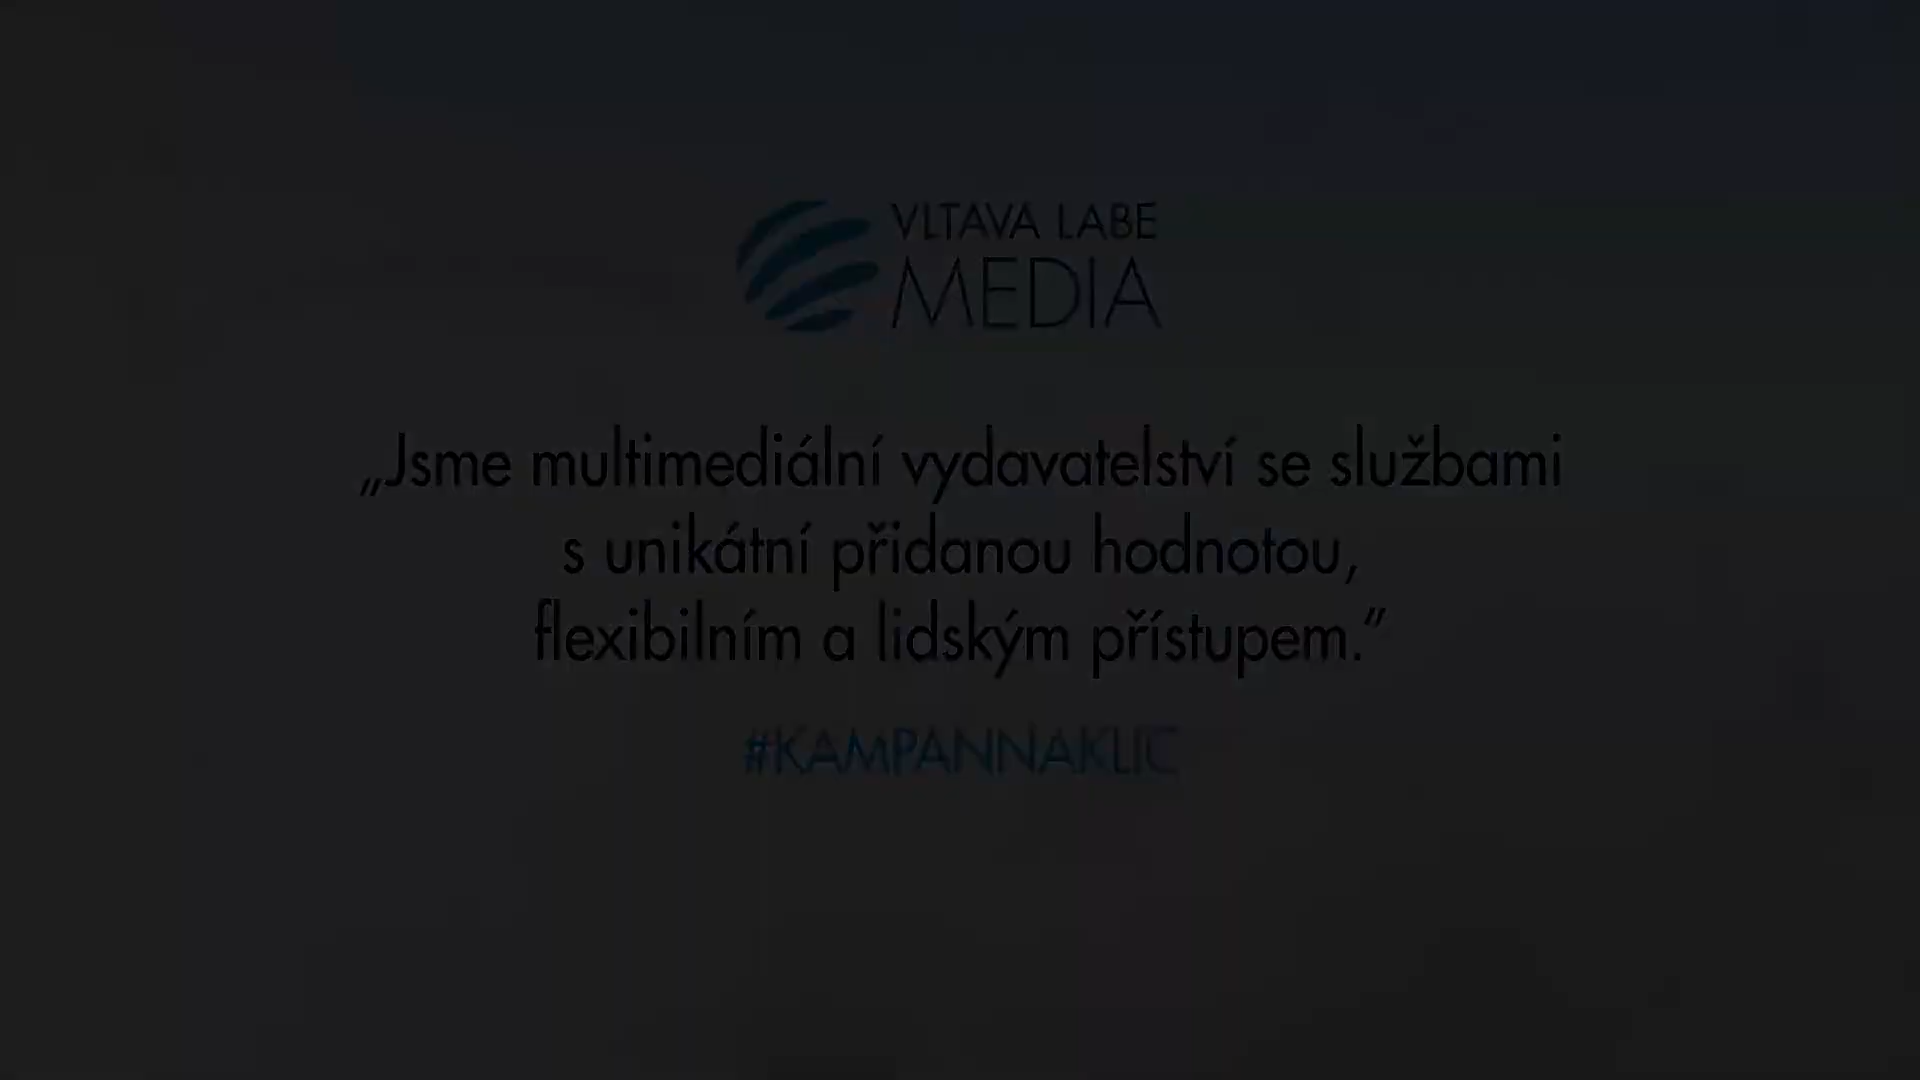 VLTAVA LABE
MEDIA
„Jsme multimediální vydavatelství se službami
s unikátní přidanou hodnotou,
flexibilním a lidským přístupem.”
#KAMPANNAKLIC